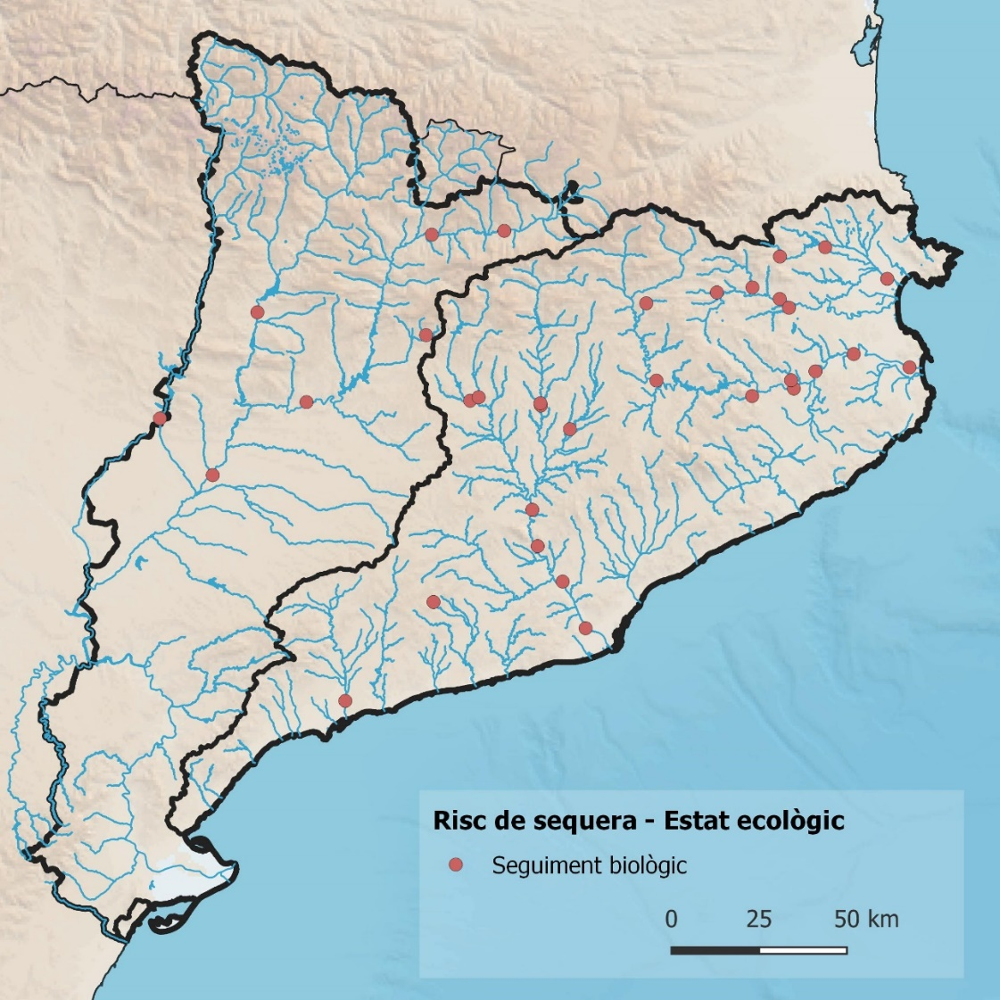 Risc de sequera - Estat ecològic
Seguiment biològic
0 25 50 km